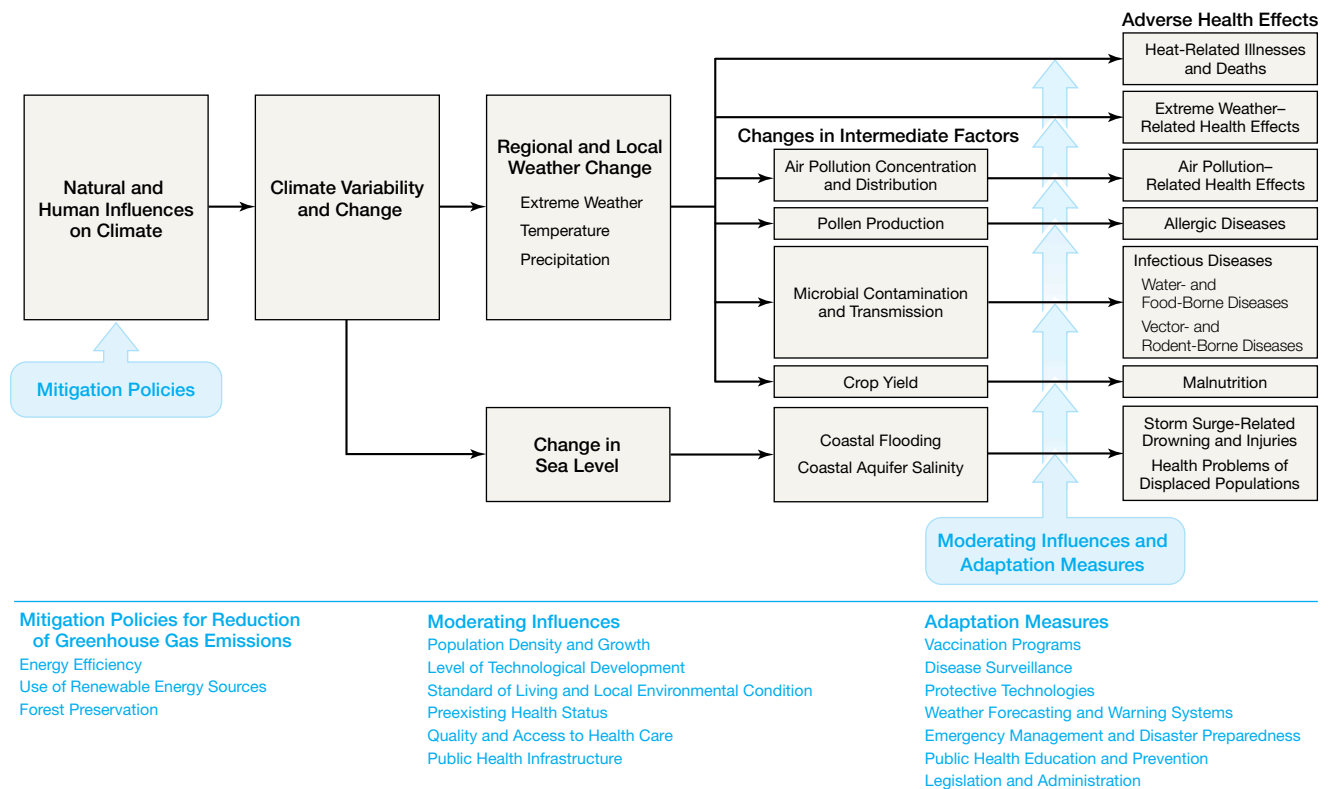 Adverse Health Effects
Heat-Related Illnesses
and Deaths
Extreme Weather–
Related Health Effects
Changes in Intermediate Factors
Natural and
Human Influences
on Climate
Climate Variability
and Change
Regional and Local
Weather Change
Extreme Weather
Temperature
Precipitation
Air Pollution Concentration
and Distribution
Air Pollution–
Related Health Effects
Pollen Production
Allergic Diseases
Microbial Contamination
and Transmission
Infectious Diseases
Water- and
Food-Borne Diseases
Vector- and
Rodent-Borne Diseases
Mitigation Policies
Crop Yield
Malnutrition
Change in
Sea Level
Coastal Flooding
Coastal Aquifer Salinity
Storm Surge-Related
Drowning and Injuries
Health Problems of
Displaced Populations
Moderating Influences and
Adaptation Measures
Mitigation Policies for Reduction
of Greenhouse Gas Emissions
Energy Efficiency
Use of Renewable Energy Sources
Forest Preservation
Moderating Influences
Population Density and Growth
Level of Technological Development
Standard of Living and Local Environmental Condition
Preexisting Health Status
Quality and Access to Health Care
Public Health Infrastructure
Adaptation Measures
Vaccination Programs
Disease Surveillance
Protective Technologies
Weather Forecasting and Warning Systems
Emergency Management and Disaster Preparedness
Public Health Education and Prevention
Legislation and Administration